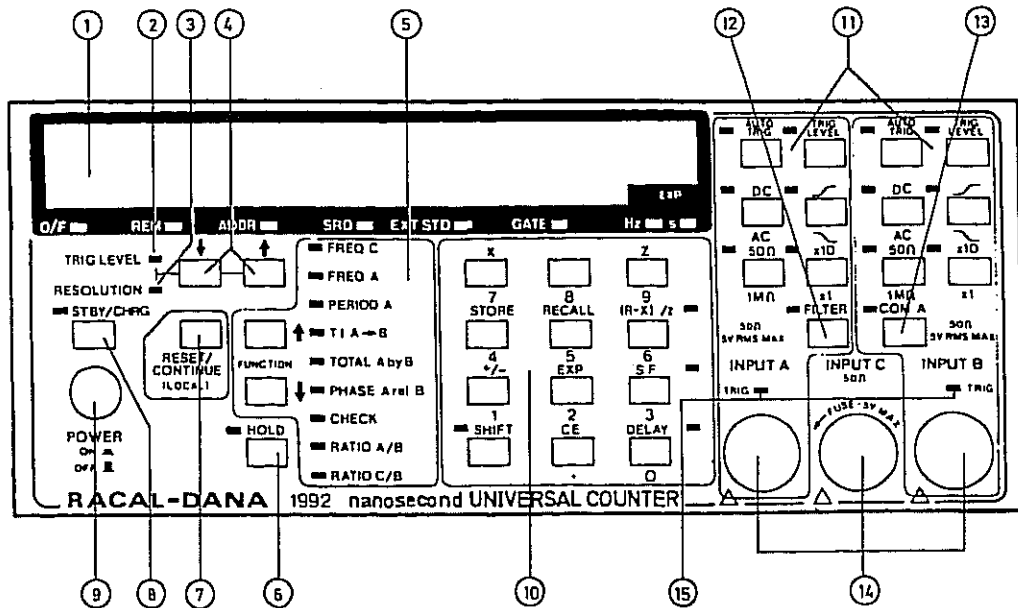 1 2 3 4 5 12 11 13
AUTO TRIG TRIG LEVEL AUTO TRIG TRIG LEVEL
EXP
O/F REM ADDR SRQ EXT STD GATE Hz s
DC DC
AC AC
50Ω x10 50Ω x10
1MΩ x1 1MΩ x1
TRIG LEVEL
RESOLUTION
STBY/CHRG
RESET/
CONTINUE
(LOCAL)
POWER
ON
OFF
FUNCTION
HOLD
FREQ C
FREQ A
PERIOD A
T I A→B
TOTAL A by B
PHASE A rel B
CHECK
RATIO A/B
RATIO C/B
X Z
7 8 9
STORE RECALL (R-X)/Z
4 5 6
+/- EXP SF
1 2 3
SHIFT CE DELAY
. 0
FILTER COM A
50Ω
5V RMS MAX
50Ω
5V RMS MAX
INPUT A INPUT C INPUT B
50Ω
TRIG TRIG
FUSE-5V MAX
RACAL-DANA 1992 nanosecond UNIVERSAL COUNTER
9 8 7 6 10 15 14